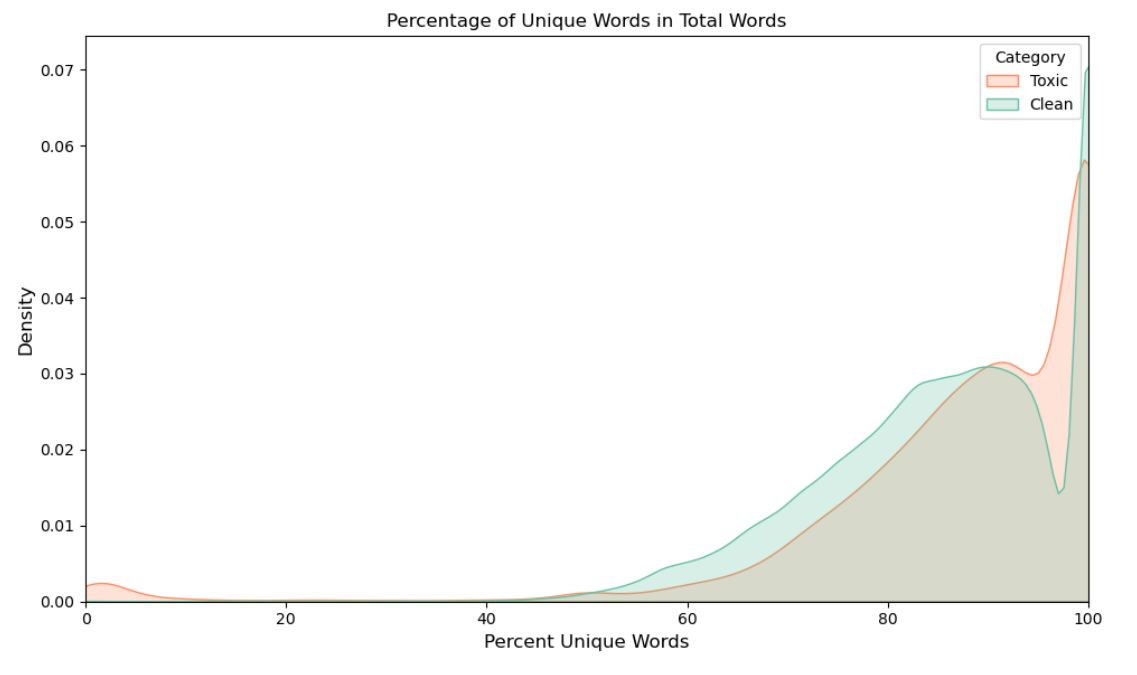 Percentage of Unique Words in Total Words
Category
Toxic
Clean
Density
0.07
0.06
0.05
0.04
0.03
0.02
0.01
0.00
0 20 40 60 80 100
Percent Unique Words